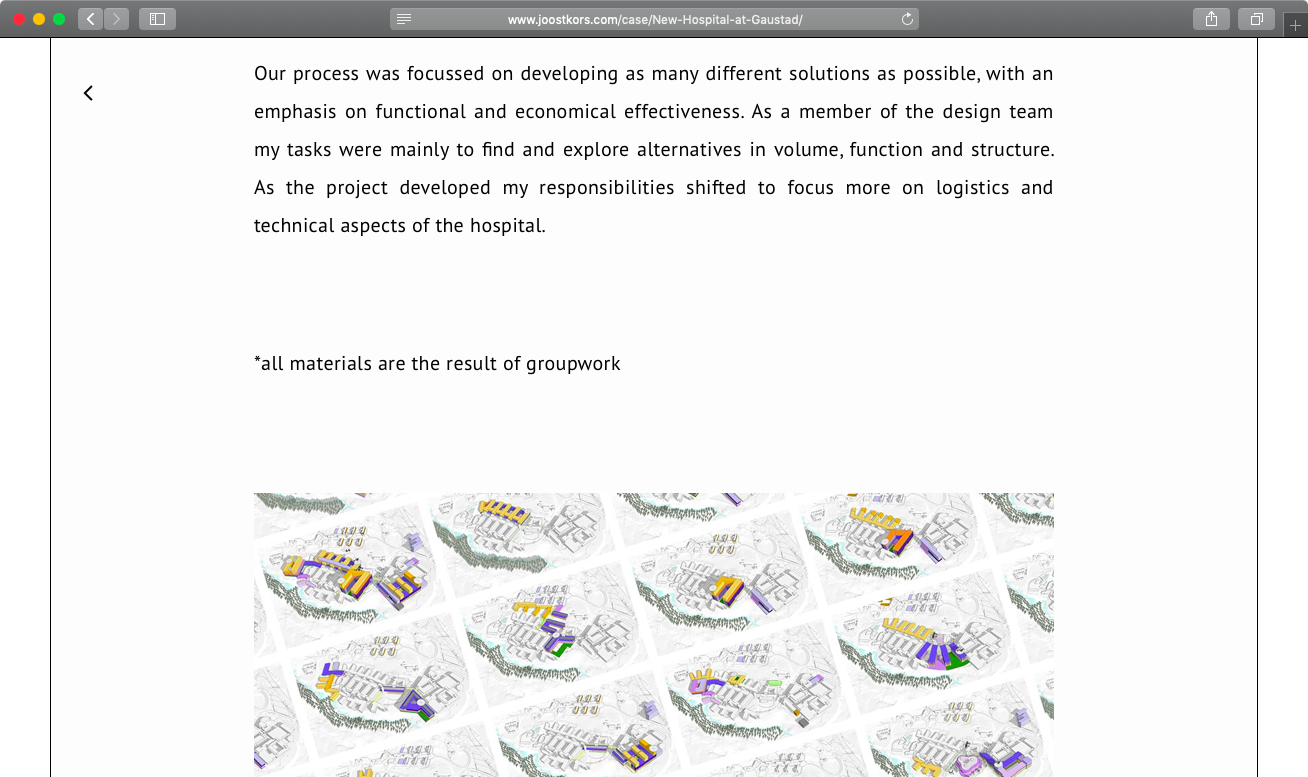 www.joostkors.com/case/New-Hospital-at-Gaustad/
Our process was focussed on developing as many different solutions as possible, with an
emphasis on functional and economical effectiveness. As a member of the design team
my tasks were mainly to find and explore alternatives in volume, function and structure.
As the project developed my responsibilities shifted to focus more on logistics and
technical aspects of the hospital.
*all materials are the result of groupwork